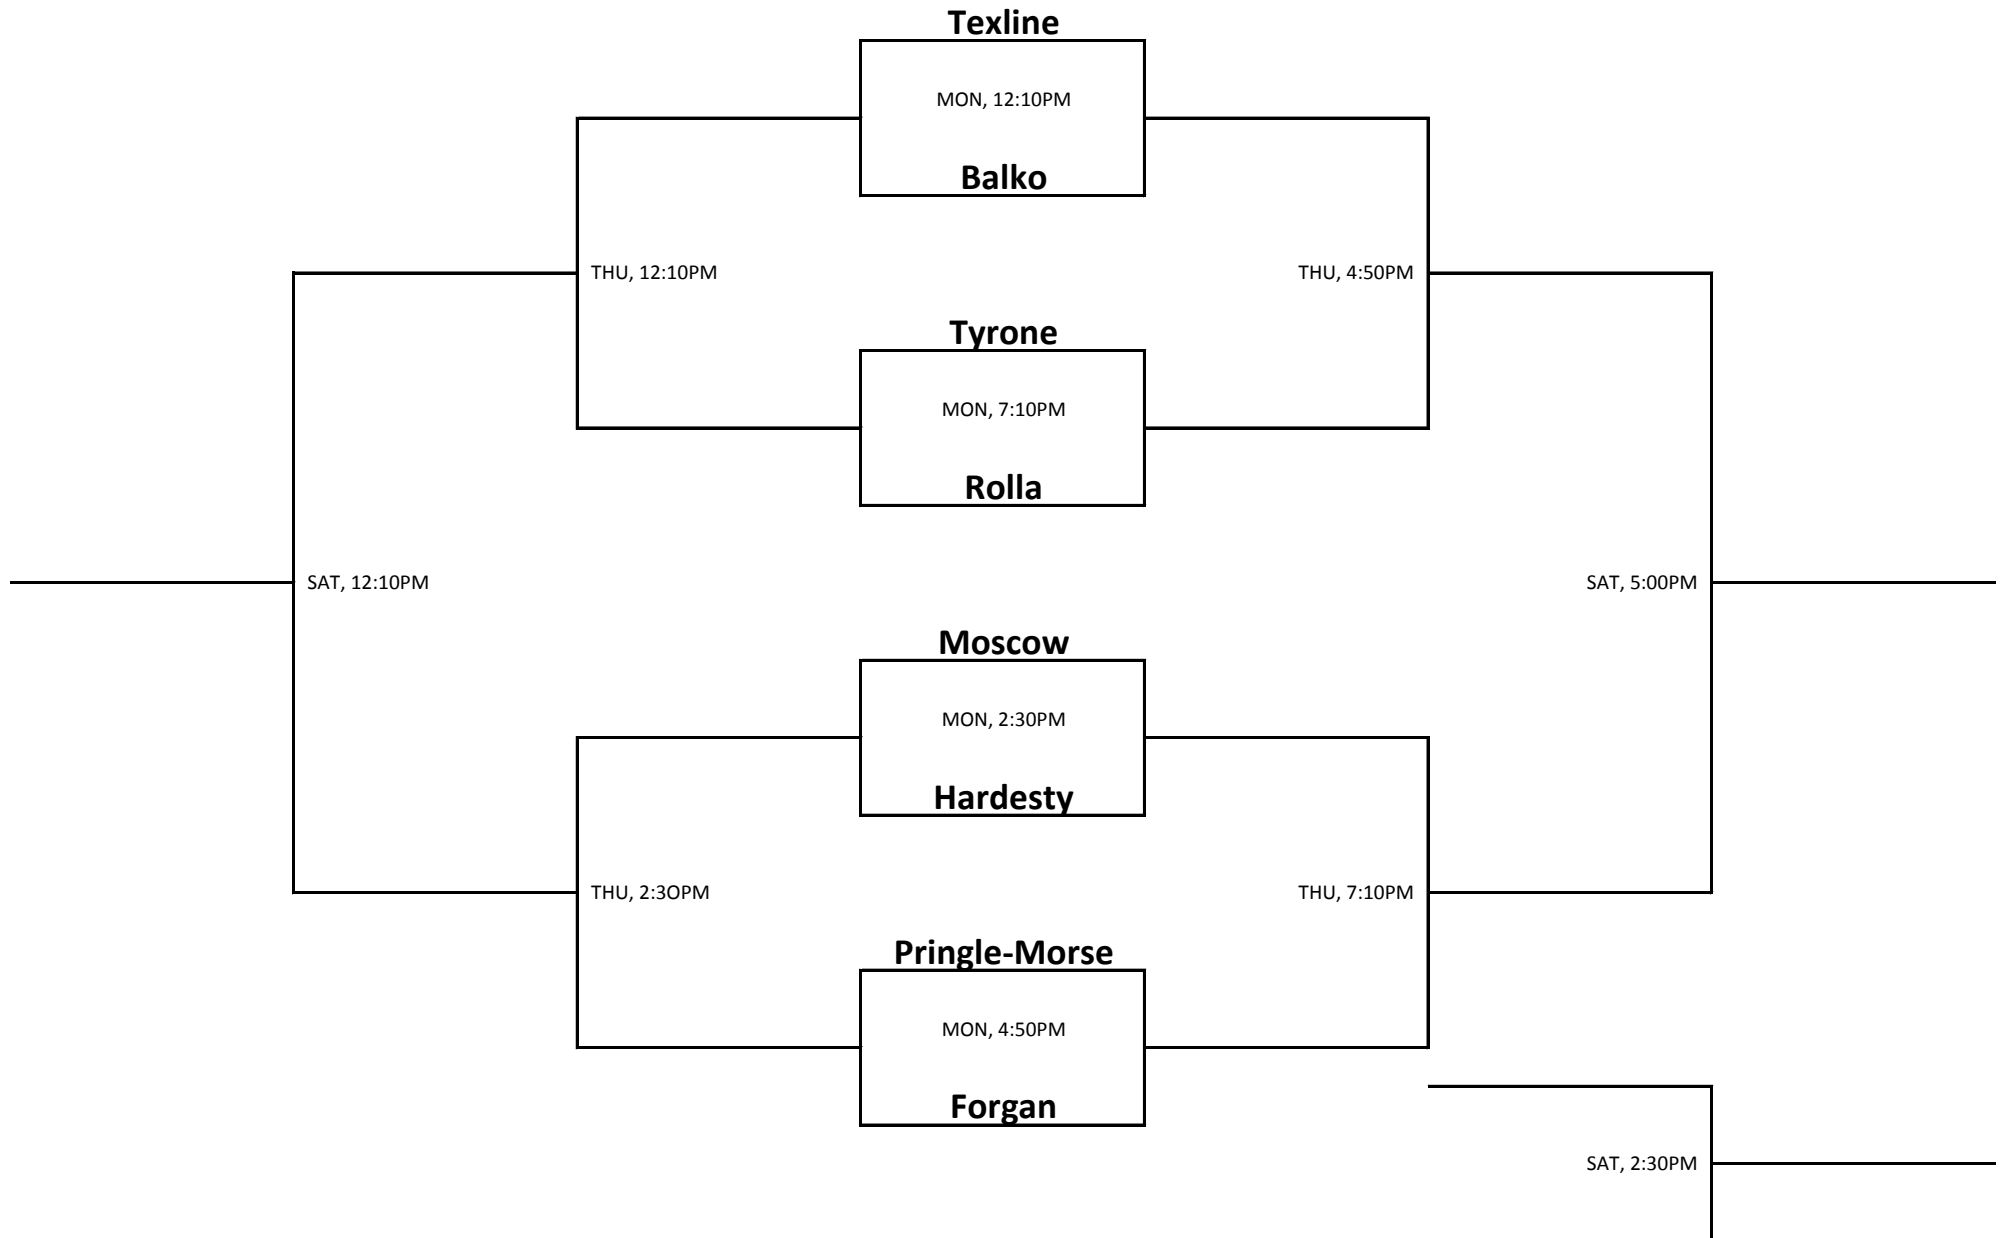 Texline
MON, 12:10PM
Balko
THU, 12:10PM
THU, 4:50PM
Tyrone
MON, 7:10PM
Rolla
SAT, 12:10PM
SAT, 5:00PM
Moscow
MON, 2:30PM
Hardesty
THU, 2:3OPM
THU, 7:10PM
Pringle-Morse
MON, 4:50PM
Forgan
SAT, 2:30PM